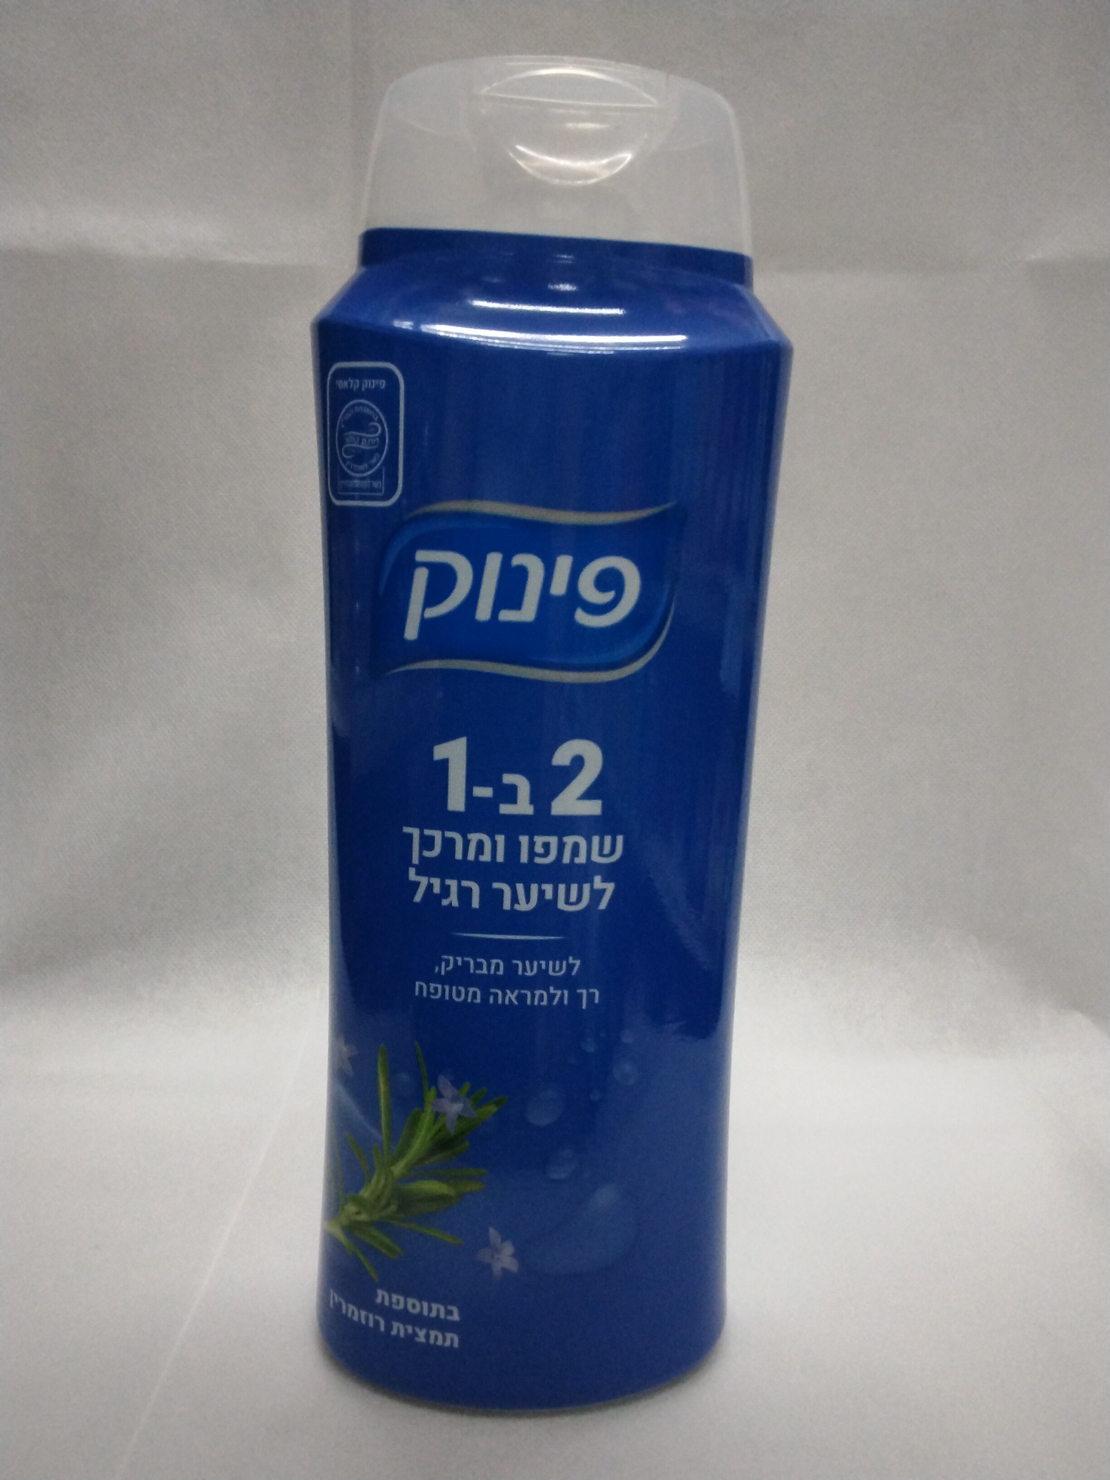 פינוק קלאסי
פינוק
2 ב-1
שמפו ומרכך
לשיער רגיל
לשיער מבריק,
רך ולמראה מטופח
בתוספת
תמצית רוזמרין